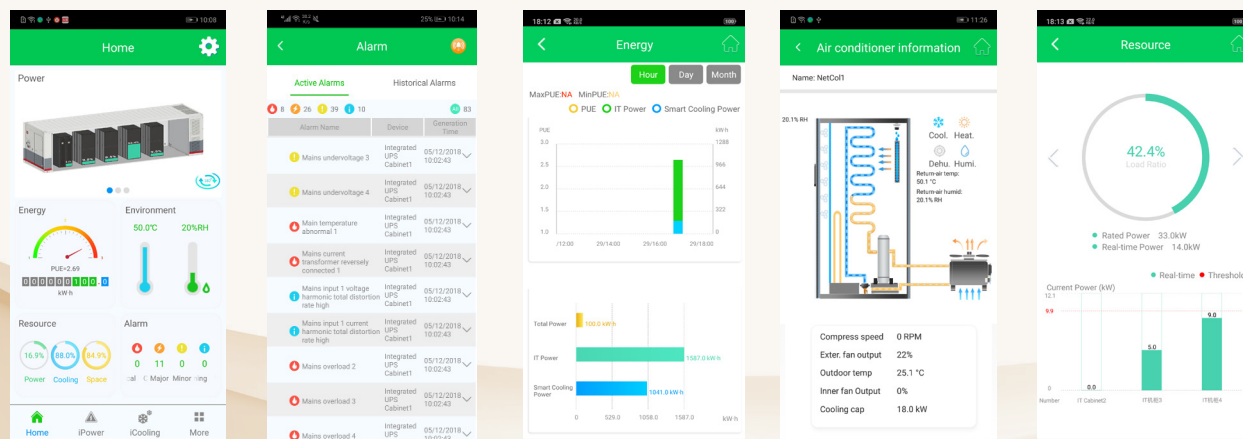 10:08
Home
Power
Energy
Environment
50.0°C
20%RH
PUE=2.69
000000100.0
kW h
Resource
Alarm
16.9%
88.0%
84.9%
0
11
0
0
Power
Cooling
Space
Major
Minor
Home
iPower
iCooling
More
25%
10:14
Alarm
Active Alarms
Historical Alarms
8
26
39
10
83
Alarm Name
Device
Generation
Time
Mains undervoltage 3
Integrated
UPS
Cabinet1
05/12/2018
10:02:43
Mains undervoltage 4
Integrated
UPS
Cabinet1
05/12/2018
10:02:43
Main temperature
abnormal 1
Integrated
UPS
Cabinet1
05/12/2018
10:02:43
Mains current
transformer reversely
connected 1
Integrated
UPS
Cabinet1
05/12/2018
10:02:43
Mains input 1 voltage
harmonic total distortion
rate high
Integrated
UPS
Cabinet1
05/12/2018
10:02:43
Mains input 1 current
harmonic total distortion
rate high
Integrated
UPS
Cabinet1
05/12/2018
10:02:43
Mains overload 2
Integrated
UPS
Cabinet1
05/12/2018
10:02:43
Mains overload 3
Integrated
UPS
Cabinet1
05/12/2018
10:02:43
Mains overload 4
Integrated
UPS
05/12/2018
10:02:43
18:12
100
Energy
Hour
Day
Month
MaxPUE:NA
MinPUE:NA
PUE
IT Power
Smart Cooling Power
PUE
kW h
3.0
1288
2.5
966
2.0
644
1.5
322
1.0
0
/12:00
29/14:00
29/16:00
29/18:00
Total Power
100.0 kW h
IT Power
1587.0 kW h
Smart Cooling
Power
1041.0 kW h
0
529.0
1058.0
1587.0
kW h
11:26
Air conditioner information
Name: NetCol1
20.1% RH
Cool.
Heat.
Dehu.
Humi.
Return-air temp:
50.1 °C
Return-air humid:
20.1% RH
Compress speed
0 RPM
Exter. fan output
22%
Outdoor temp
25.1 °C
Inner fan Output
0%
Cooling cap
18.0 kW
18:13
100
Resource
42.4%
Load Ratio
Rated Power
33.0kW
Real-time Power
14.0kW
Real-time
Threshold
Current Power (kW)
12.1
9.9
9.0
5.0
0
0.0
Number
IT Cabinet2
IT机柜3
IT机柜4